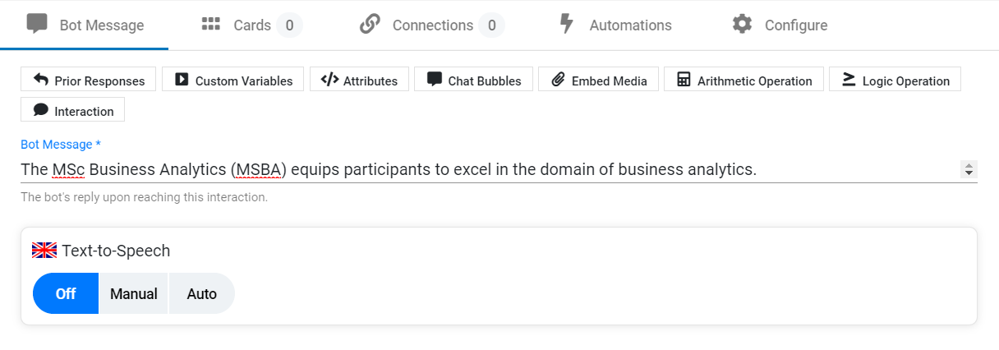 Bot Message Cards 0 Connections 0 Automations Configure
Prior Responses Custom Variables Attributes Chat Bubbles Embed Media Arithmetic Operation Logic Operation
Interaction
Bot Message *
The MSc Business Analytics (MSBA) equips participants to excel in the domain of business analytics.
The bot's reply upon reaching this interaction.
Text-to-Speech
Off Manual Auto